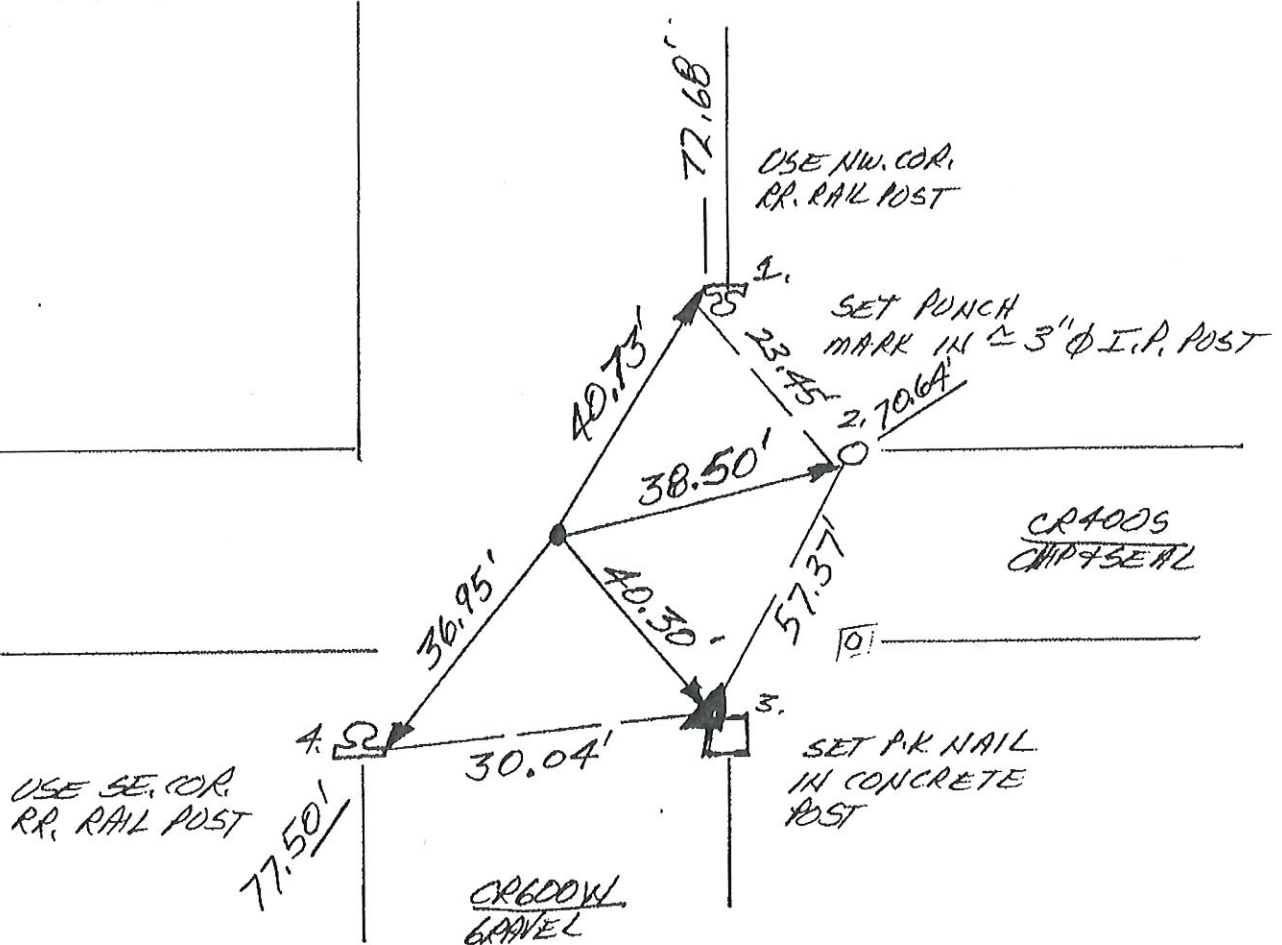 72.68'
USE NW. COR.
RR. RAIL POST
1.
SET PUNCH
MARK IN ≃ 3"φ I.P. POST
23.45'
40.73'
2. 70.64'
38.50'
CR400S
CHIP&SEAL
57.37'
36.95'
40.30'
3.
4.
30.04'
SET P.K NAIL
IN CONCRETE
POST
USE SE. COR.
RR. RAIL POST
77.50'
CR600W
GRAVEL